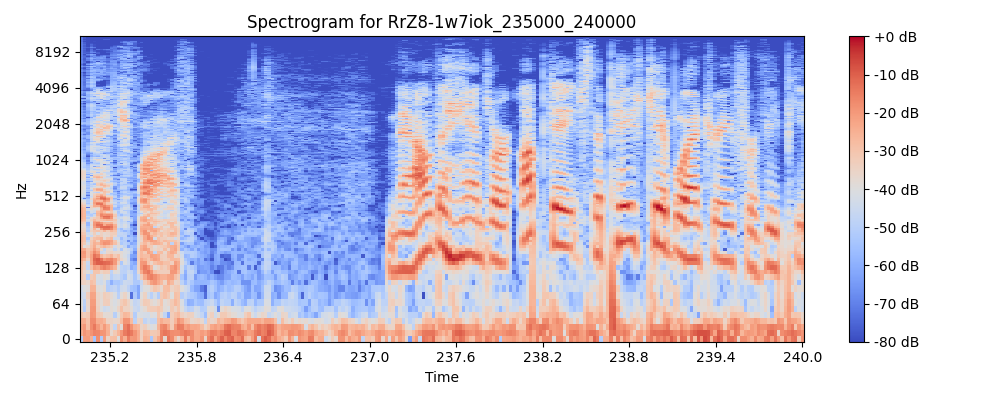 Spectrogram for RrZ8-1w7iok_235000_240000
Hz
8192
4096
2048
1024
512
256
128
64
0
235.2 235.8 236.4 237.0 237.6 238.2 238.8 239.4 240.0
Time
+0 dB
-10 dB
-20 dB
-30 dB
-40 dB
-50 dB
-60 dB
-70 dB
-80 dB